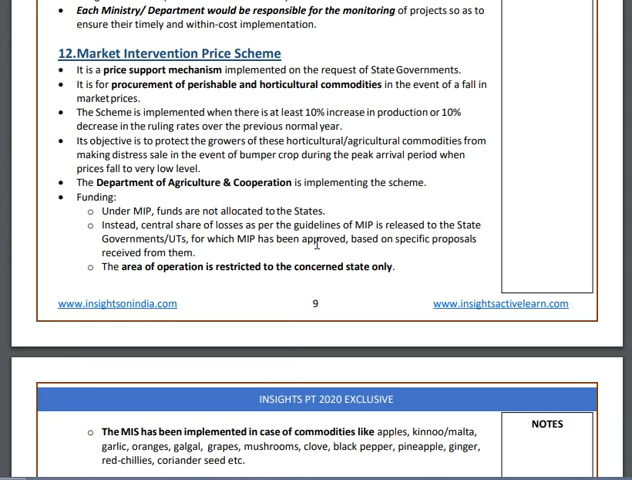 • Each Ministry/ Department would be responsible for the monitoring of projects so as to
ensure their timely and within-cost implementation.
12.Market Intervention Price Scheme
• It is a price support mechanism implemented on the request of State Governments.
• It is for procurement of perishable and horticultural commodities in the event of a fall in
market prices.
• The Scheme is implemented when there is at least 10% increase in production or 10%
decrease in the ruling rates over the previous normal year.
• Its objective is to protect the growers of these horticultural/agricultural commodities from
making distress sale in the event of bumper crop during the peak arrival period when
prices fall to very low level.
• The Department of Agriculture & Cooperation is implementing the scheme.
• Funding:
o Under MIP, funds are not allocated to the States.
o Instead, central share of losses as per the guidelines of MIP is released to the State
Governments/UTs, for which MIP has been approved, based on specific proposals
received from them.
o The area of operation is restricted to the concerned state only.
www.insightsonindia.com 9 www.insightsactivelearn.com
INSIGHTS PT 2020 EXCLUSIVE
NOTES
o The MIS has been implemented in case of commodities like apples, kinnoo/malta,
garlic, oranges, galgal, grapes, mushrooms, clove, black pepper, pineapple, ginger,
red-chillies, coriander seed etc.